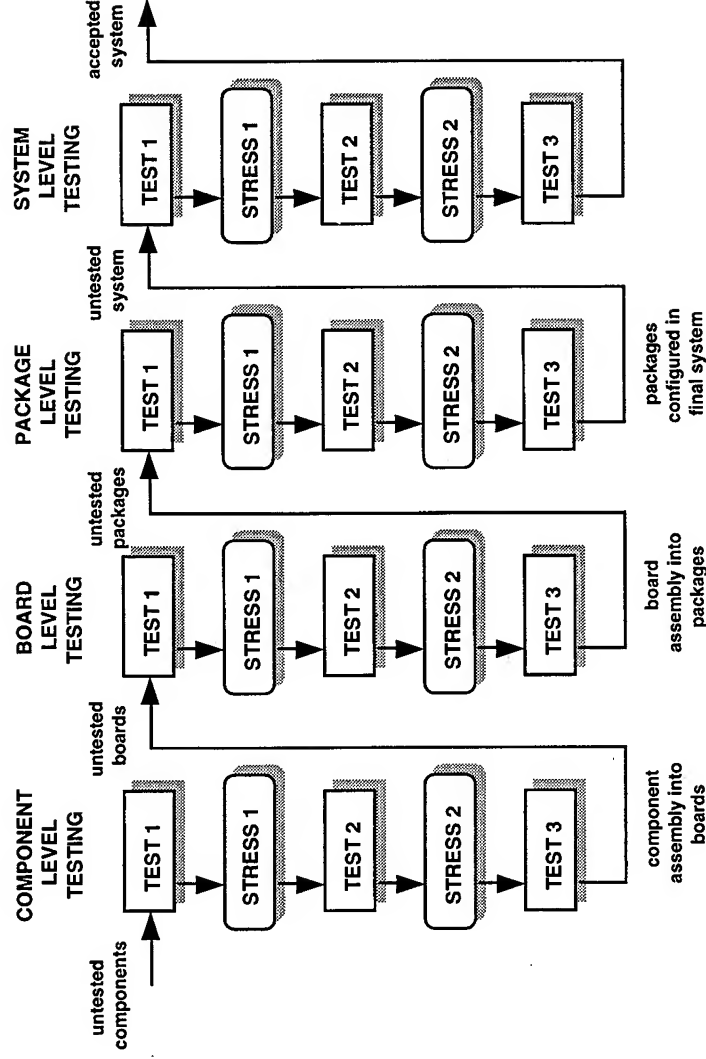 COMPONENT
LEVEL
TESTING
untested
components
TEST 1
STRESS 1
TEST 2
STRESS 2
TEST 3
component
assembly into
boards
BOARD
LEVEL
TESTING
untested
boards
TEST 1
STRESS 1
TEST 2
STRESS 2
TEST 3
board
assembly into
packages
PACKAGE
LEVEL
TESTING
untested
packages
TEST 1
STRESS 1
TEST 2
STRESS 2
TEST 3
packages
configured in
final system
SYSTEM
LEVEL
TESTING
untested
system
TEST 1
STRESS 1
TEST 2
STRESS 2
TEST 3
accepted
system